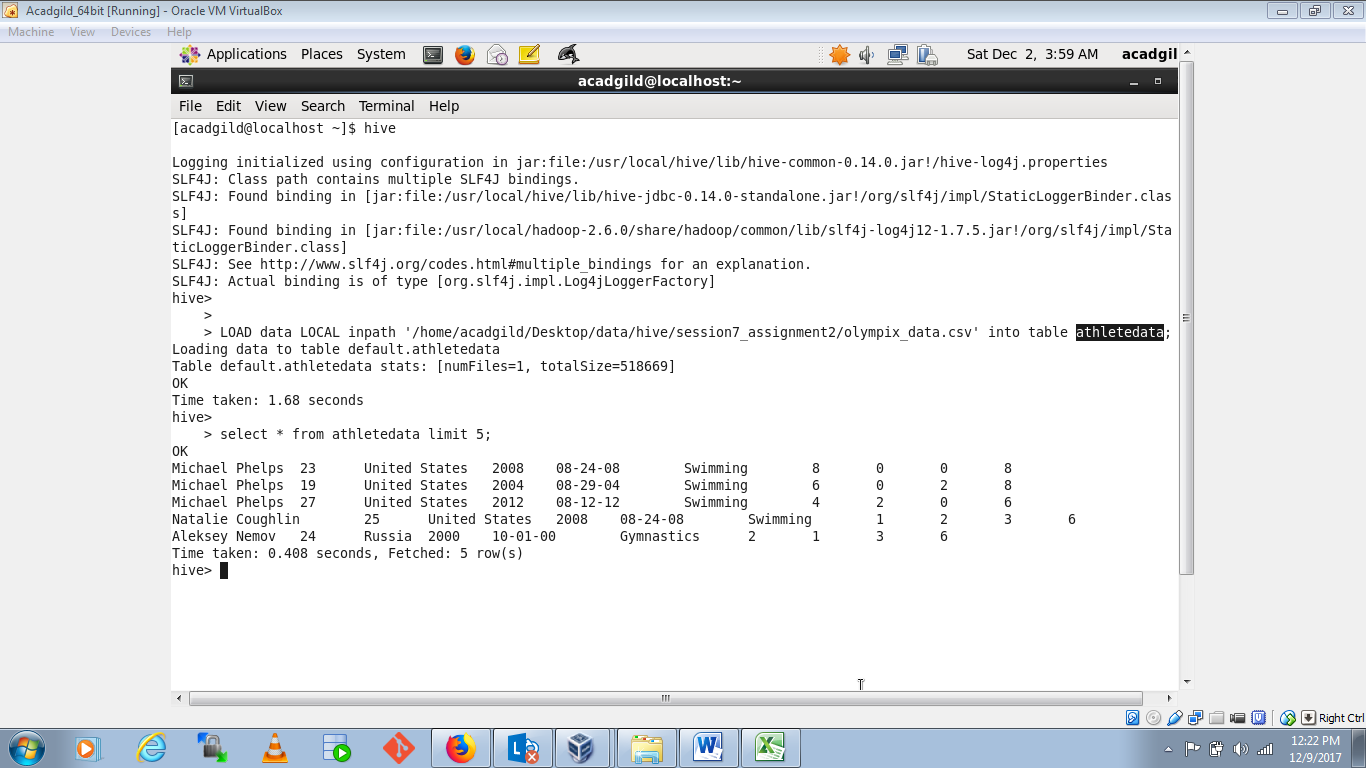 Acadgild_64bit [Running] - Oracle VM VirtualBox
Machine View Devices Help
Applications Places System Sat Dec 2, 3:59 AM acadgil
acadgild@localhost:~
File Edit View Search Terminal Help
[acadgild@localhost ~]$ hive
Logging initialized using configuration in jar:file:/usr/local/hive/lib/hive-common-0.14.0.jar!/hive-log4j.properties
SLF4J: Class path contains multiple SLF4J bindings.
SLF4J: Found binding in [jar:file:/usr/local/hive/lib/hive-jdbc-0.14.0-standalone.jar!/org/slf4j/impl/StaticLoggerBinder.clas
s]
SLF4J: Found binding in [jar:file:/usr/local/hadoop-2.6.0/share/hadoop/common/lib/slf4j-log4j12-1.7.5.jar!/org/slf4j/impl/Sta
ticLoggerBinder.class]
SLF4J: See http://www.slf4j.org/codes.html#multiple_bindings for an explanation.
SLF4J: Actual binding is of type [org.slf4j.impl.Log4jLoggerFactory]
hive>
    >
    > LOAD data LOCAL inpath '/home/acadgild/Desktop/data/hive/session7_assignment2/olympix_data.csv' into table athletedata;
Loading data to table default.athletedata
Table default.athletedata stats: [numFiles=1, totalSize=518669]
OK
Time taken: 1.68 seconds
hive>
    > select * from athletedata limit 5;
OK
Michael Phelps  23      United States   2008    08-24-08        Swimming        8       0       0       8
Michael Phelps  19      United States   2004    08-29-04        Swimming        6       0       2       8
Michael Phelps  27      United States   2012    08-12-12        Swimming        4       2       0       6
Natalie Coughlin        25      United States   2008    08-24-08        Swimming        1       2       3       6
Aleksey Nemov   24      Russia  2000    10-01-00        Gymnastics      2       1       3       6
Time taken: 0.408 seconds, Fetched: 5 row(s)
hive>
Right Ctrl
12:22 PM
12/9/2017